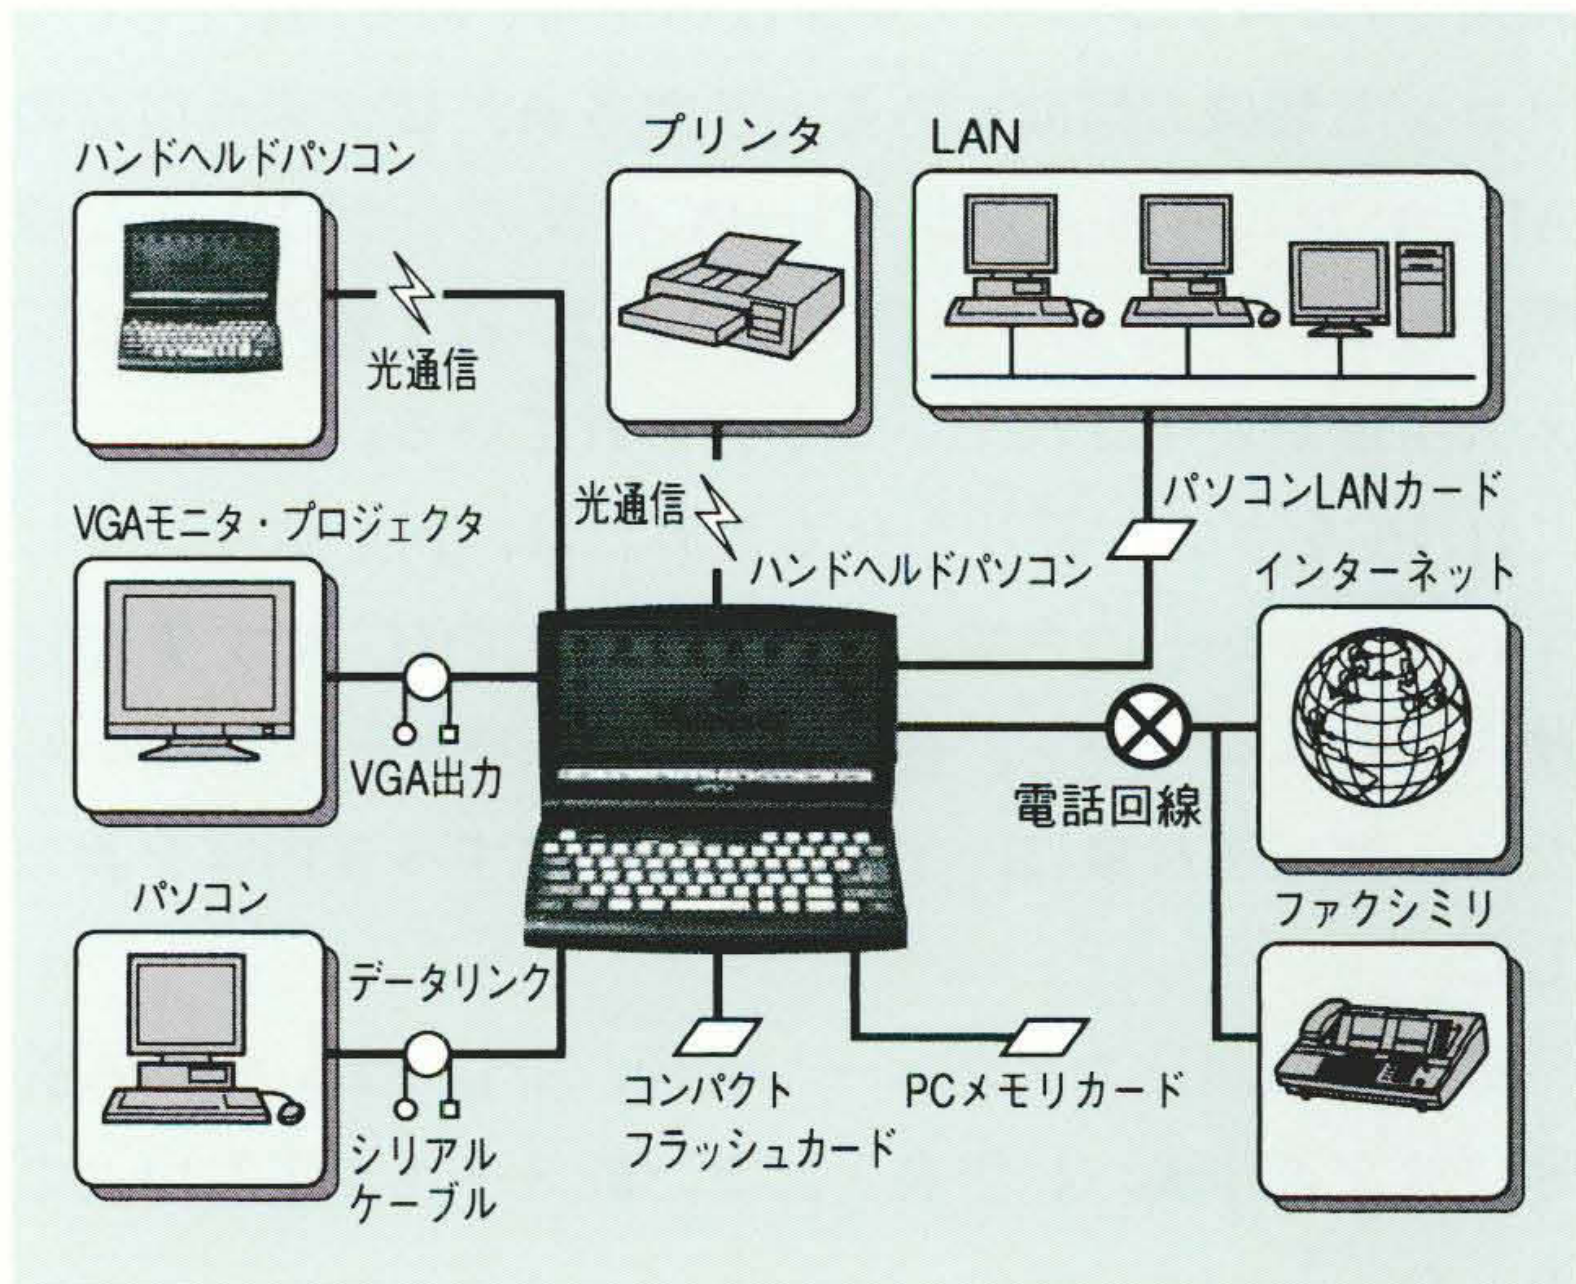 ハンドヘルドパソコン
プリンタ
LAN
光通信
光通信
パソコンLANカード
VGAモニタ・プロジェクタ
ハンドヘルドパソコン
インターネット
VGA出力
電話回線
パソコン
ファクシミリ
データリンク
コンパクト
フラッシュカード
PCメモリカード
シリアル
ケーブル